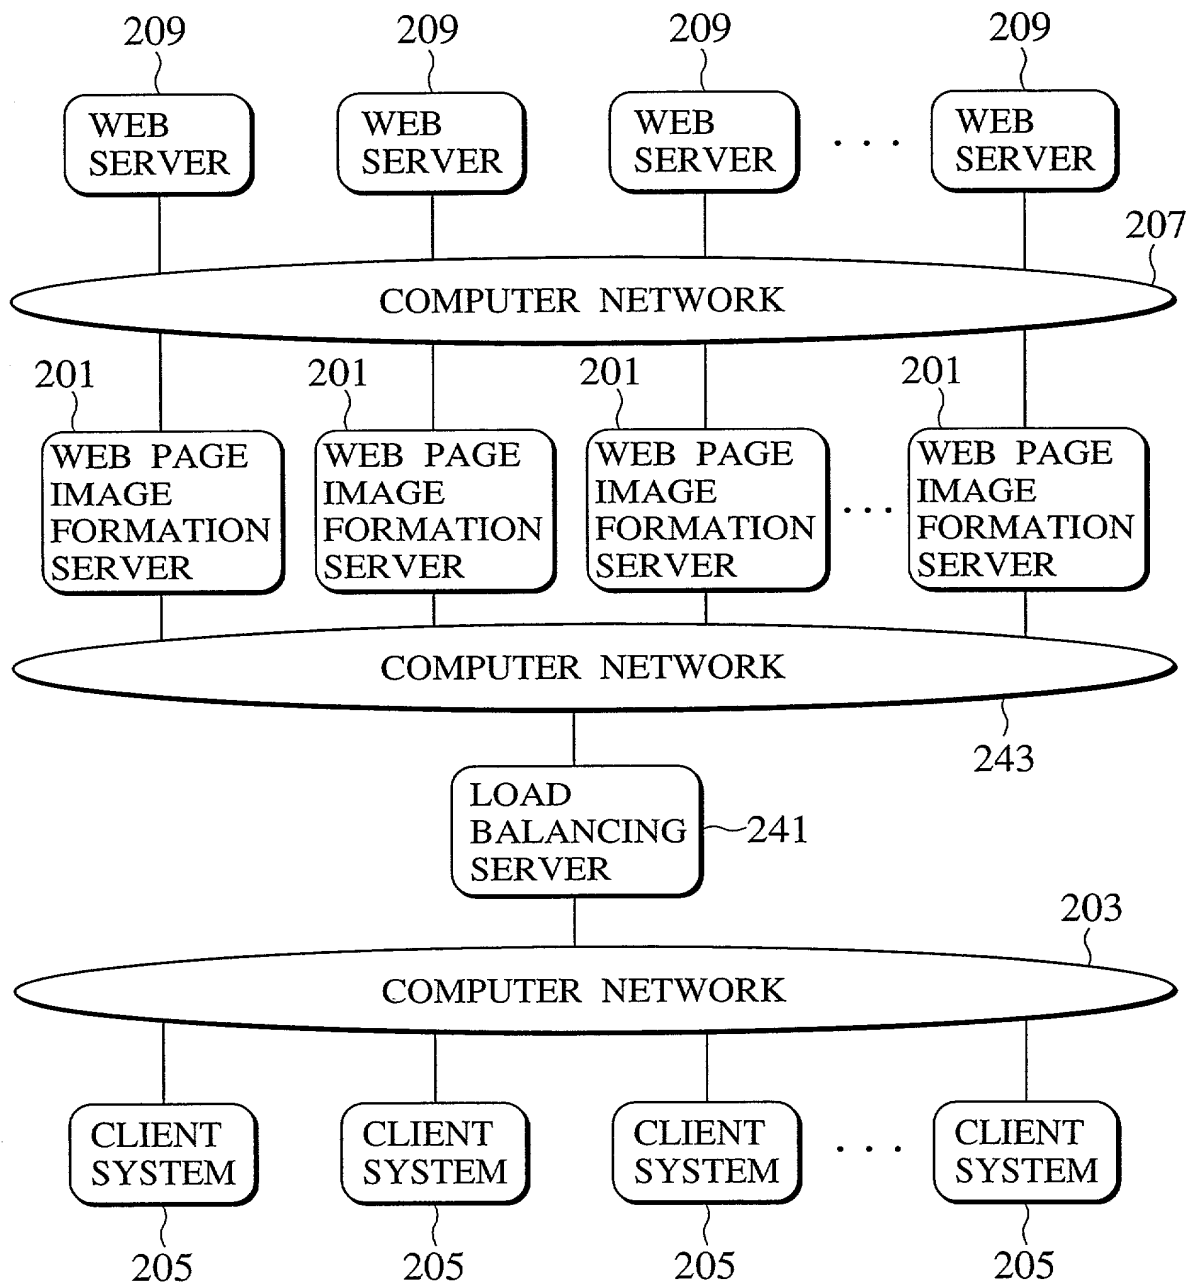 209 209 209 209
WEB SERVER
WEB SERVER
WEB SERVER
. . .
WEB SERVER
207
COMPUTER NETWORK
201 201 201 201
WEB PAGE
IMAGE
FORMATION
SERVER
WEB PAGE
IMAGE
FORMATION
SERVER
WEB PAGE
IMAGE
FORMATION
SERVER
. . .
WEB PAGE
IMAGE
FORMATION
SERVER
COMPUTER NETWORK
243
LOAD
BALANCING
SERVER
241
203
COMPUTER NETWORK
CLIENT
SYSTEM
CLIENT
SYSTEM
CLIENT
SYSTEM
. . .
CLIENT
SYSTEM
205 205 205 205